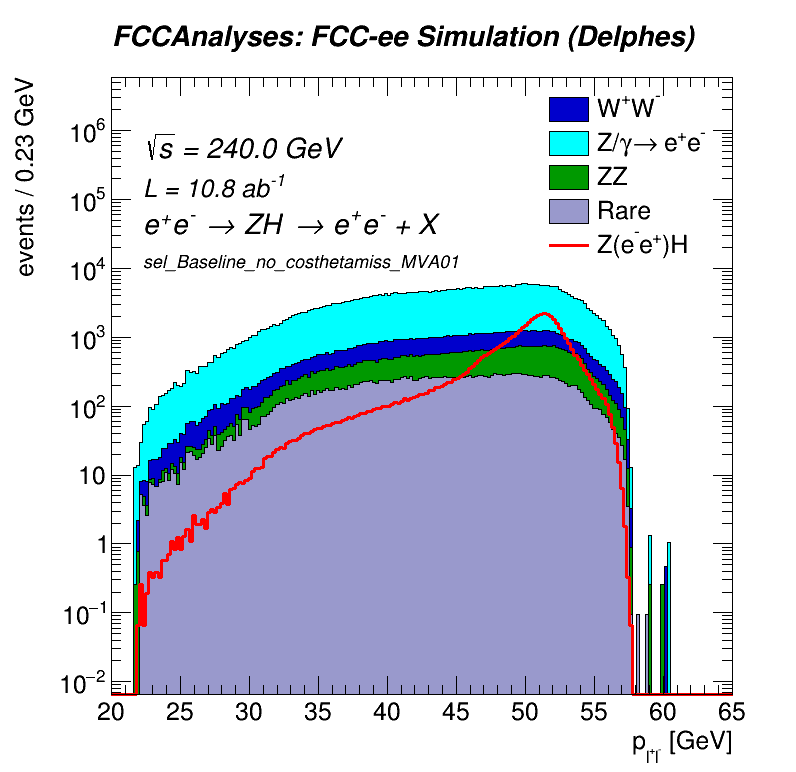 FCCAnalyses: FCC-ee Simulation (Delphes)
events / 0.23 GeV
√s = 240.0 GeV
L = 10.8 ab⁻¹
e⁺e⁻ → ZH → e⁺e⁻ + X
sel_Baseline_no_costhetamiss_MVA01
W⁺W⁻
Z/γ→ e⁺e⁻
ZZ
Rare
Z(e⁻e⁺)H
10⁶
10⁵
10⁴
10³
10²
10
1
10⁻¹
10⁻²
20 25 30 35 40 45 50 55 60 65
p_l⁺l⁻ [GeV]